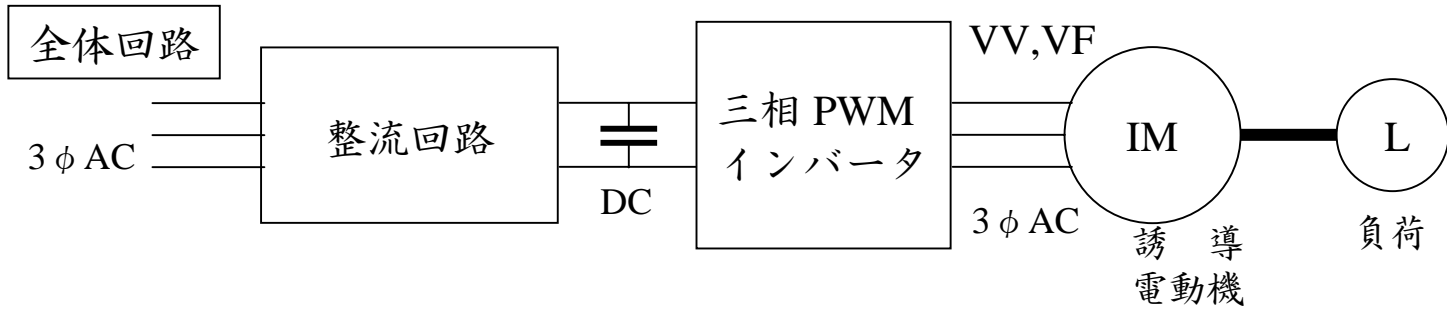 全体回路
3φAC
整流回路
DC
三相 PWM
インバータ
VV,VF
3φAC
IM
誘 導
電動機
L
負荷